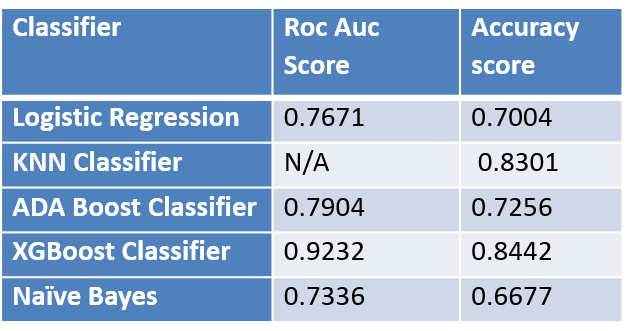 Classifier Roc Auc Score Accuracy score
Logistic Regression 0.7671 0.7004
KNN Classifier N/A 0.8301
ADA Boost Classifier 0.7904 0.7256
XGBoost Classifier 0.9232 0.8442
Naïve Bayes 0.7336 0.6677